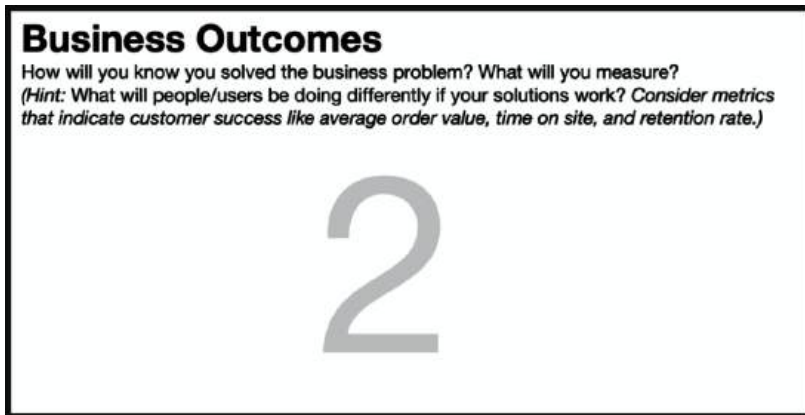 Business Outcomes
How will you know you solved the business problem? What will you measure?
(Hint: What will people/users be doing differently if your solutions work? Consider metrics
that indicate customer success like average order value, time on site, and retention rate.)
2